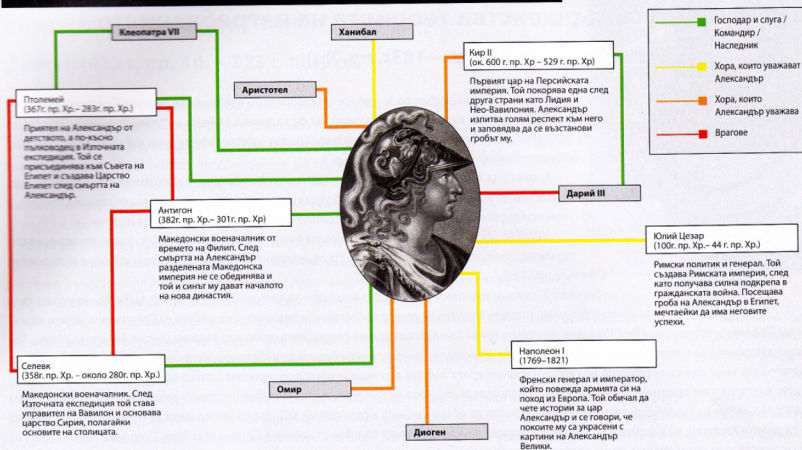 Клеопатра VII
Ханибал
Аристотел
Кир II
(ок. 600 г. пр. Хр – 529 г. пр. Хр)
Първият цар на Персийската
империя. Той покорява една след
друга страни като Лидия и
Нео-Вавилония. Александър
изпитва голям респект към него
и заповядва да се възстанови
гробът му.
Господар и слуга /
Командир /
Наследник
Хора, които уважават
Александър
Хора, които
Александър уважава
Врагове
Птолемей
(367г. пр. Хр.– 283г. пр. Хр.)
Приятел на Александър от
детството, а по-късно
пълководец в Източната
експедиция. Той се
присъединява към Съвета на
Египет и създава Царство
Египет след смъртта на
Александър.
Антигон
(382г. пр. Хр.– 301г. пр. Хр)
Македонски военачалник от
времето на Филип. След
смъртта на Александър
разделената Македонска
империя не се обединява и
той и синът му дават началото
на нова династия.
Дарий III
Юлий Цезар
(100г. пр. Хр.– 44 г. пр. Хр.)
Римски политик и генерал. Той
създава Римската империя, след
като получава силна подкрепа в
гражданската война. Посещава
гроба на Александър в Египет,
мечтаейки да има неговите
успехи.
Селевк
(358г. пр. Хр. – около 280г. пр. Хр.)
Македонски военачалник. След
Източната експедиция той става
управител на Вавилон и основава
царство Сирия, полагайки
основите на столицата.
Омир
Диоген
Наполеон I
(1769–1821)
Френски генерал и император,
който повежда армията си на
поход из Европа. Той обичал да
чете истории за цар
Александър и се говори, че
покоите му са украсени с
картини на Александър
Велики.